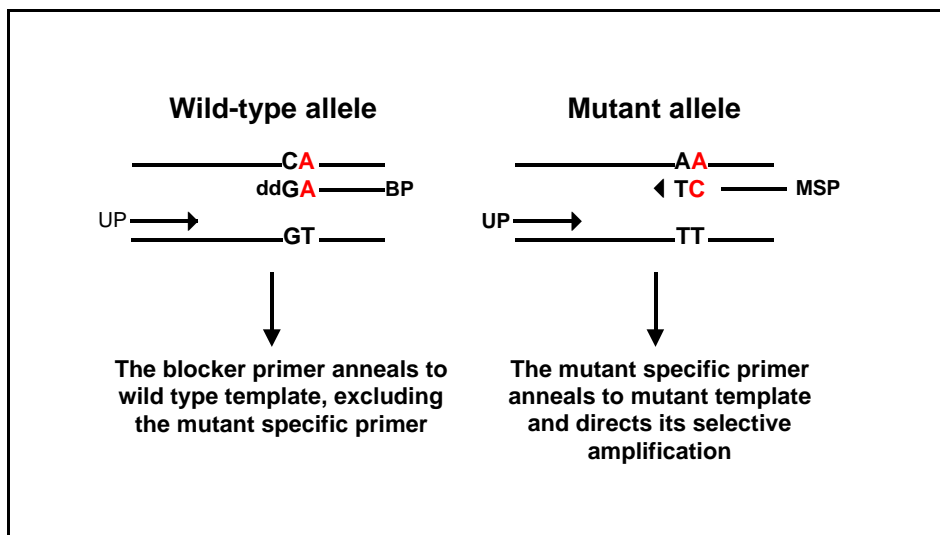 Wild-type allele
CA
ddGA BP
UP
GT
The blocker primer anneals to
wild type template, excluding
the mutant specific primer
Mutant allele
AA
TC MSP
UP
TT
The mutant specific primer
anneals to mutant template
and directs its selective
amplification